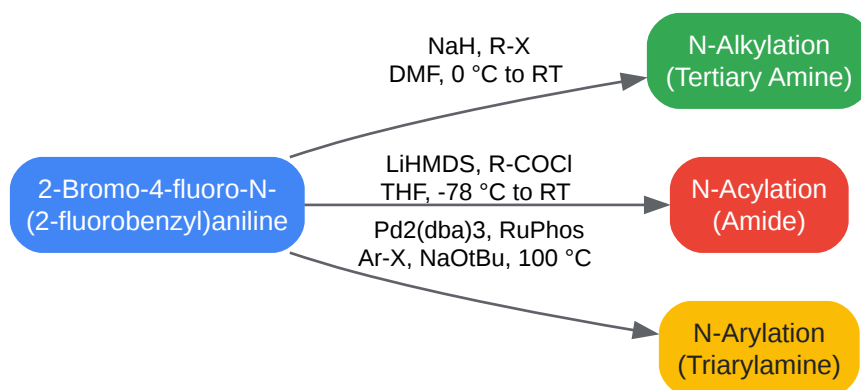 NaH, R-X
DMF, 0 °C to RT
N-Alkylation
(Tertiary Amine)
2-Bromo-4-fluoro-N-
(2-fluorobenzyl)aniline
LiHMDS, R-COCl
THF, -78 °C to RT
N-Acylation
(Amide)
Pd2(dba)3, RuPhos
Ar-X, NaOtBu, 100 °C
N-Arylation
(Triarylamine)